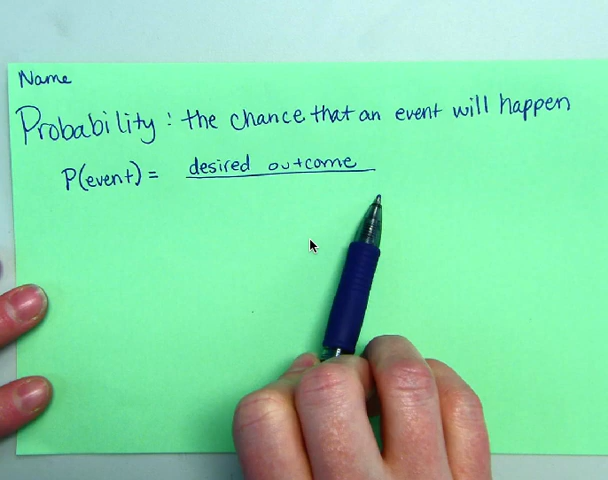 Name
Probability : the chance that an event will happen
P(event) = desired outcome